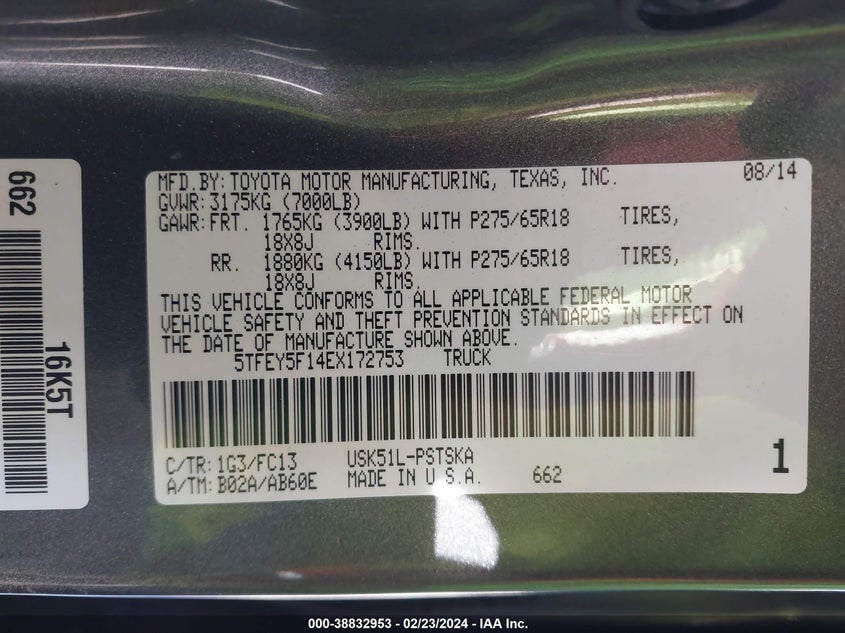 662
16K5T
MFD.BY: TOYOTA MOTOR MANUFACTURING, TEXAS, INC. 08/14
GVWR: 3175KG (7000LB)
GAWR: FRT. 1765KG (3900LB) WITH P275/65R18 TIRES,
18X8J RIMS.
RR. 1880KG (4150LB) WITH P275/65R18 TIRES,
18X8J RIMS.
THIS VEHICLE CONFORMS TO ALL APPLICABLE FEDERAL MOTOR
VEHICLE SAFETY AND THEFT PREVENTION STANDARDS IN EFFECT ON
THE DATE OF MANUFACTURE SHOWN ABOVE.
5TFEY5F14EX172753 TRUCK
C/TR: 1G3/FC13 USK51L-PSTSKA
A/TM: B02A/AB60E MADE IN U.S.A. 662
1
000-38832953 - 02/23/2024 - IAA Inc.